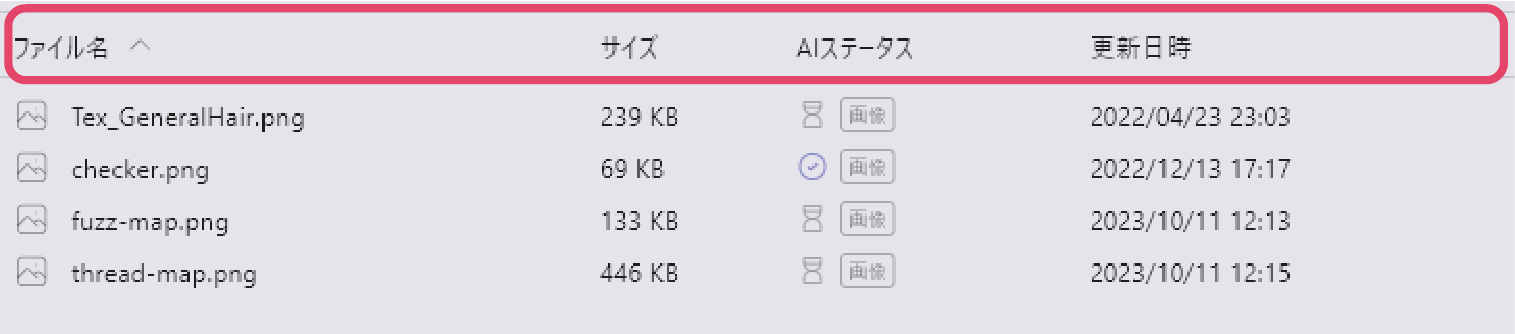 ファイル名 サイズ AIステータス 更新日時
Tex_GeneralHair.png 239 KB 画像 2022/04/23 23:03
checker.png 69 KB 画像 2022/12/13 17:17
fuzz-map.png 133 KB 画像 2023/10/11 12:13
thread-map.png 446 KB 画像 2023/10/11 12:15